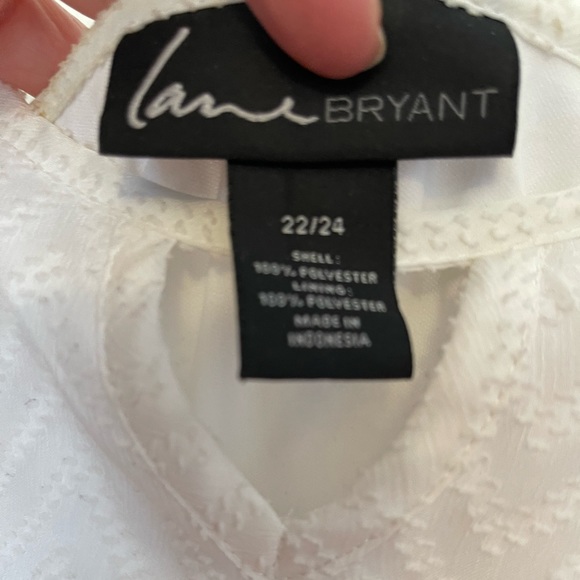 lane BRYANT
22/24
SHELL:
100% POLYESTER
LINING:
100% POLYESTER
MADE IN
INDONESIA